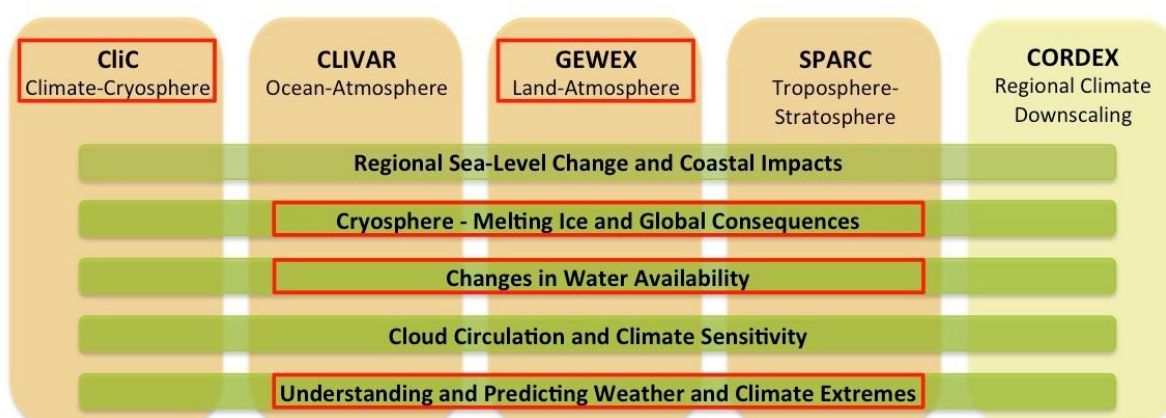 CliC
Climate-Cryosphere
CLIVAR
Ocean-Atmosphere
GEWEX
Land-Atmosphere
SPARC
Troposphere-
Stratosphere
CORDEX
Regional Climate
Downscaling
Regional Sea-Level Change and Coastal Impacts
Cryosphere - Melting Ice and Global Consequences
Changes in Water Availability
Cloud Circulation and Climate Sensitivity
Understanding and Predicting Weather and Climate Extremes